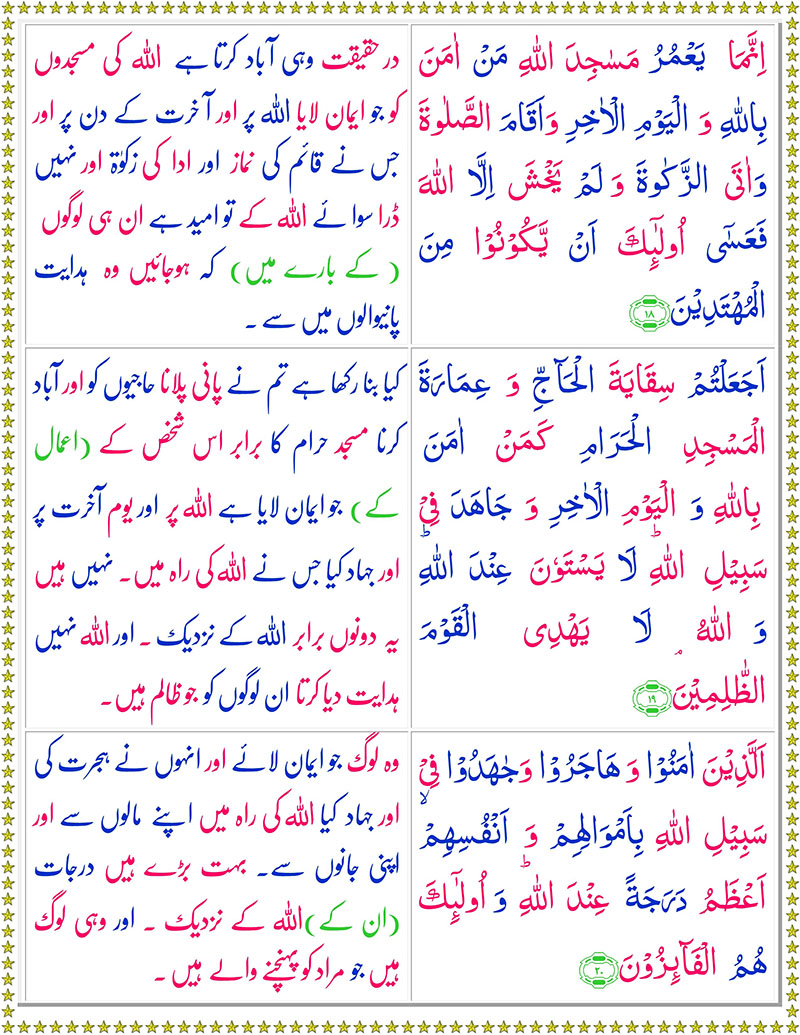 اِنَّمَا يَعْمُرُ مَسٰجِدَ اللّٰهِ مَنْ اٰمَنَ
بِاللّٰهِ وَ الْيَوْمِ الْاٰخِرِ وَاَقَامَ الصَّلٰوةَ
وَاٰتَى الزَّكٰوةَ وَ لَمْ يَخْشَ اِلَّا اللّٰهَ
فَعَسٰٓى اُولٰٓئِكَ اَنْ يَّكُوْنُوْا مِنَ
الْمُهْتَدِيْنَ ۱۸
درحقیقت وہی آباد کرتا ہے اللہ کی مسجدوں
کو جو ایمان لایا اللہ پر اور آخرت کے دن پر اور
جس نے قائم کی نماز اور ادا کی زکوٰۃ اور نہیں
ڈرا سوائے اللہ کے تو امید ہے ان ہی لوگوں
(کے بارے میں) کہ ہوجائیں وہ ہدایت
پانیوالوں میں سے ۔
اَجَعَلْتُمْ سِقَايَةَ الْحَآجِّ وَ عِمَارَةَ
الْمَسْجِدِ الْحَرَامِ كَمَنْ اٰمَنَ
بِاللّٰهِ وَ الْيَوْمِ الْاٰخِرِ وَ جَاهَدَ فِيْ
سَبِيْلِ اللّٰهِ ؕ لَا يَسْتَوٗنَ عِنْدَ اللّٰهِ ؕ
وَ اللّٰهُ لَا يَهْدِى الْقَوْمَ
الظّٰلِمِيْنَ ۘ ۱۹
کیا بنا رکھا ہے تم نے پانی پلانا حاجیوں کو اور آباد
کرنا مسجد حرام کا برابر اس شخص کے (اعمال
کے) جو ایمان لایا ہے اللہ پر اور یوم آخرت پر
اور جہاد کیا جس نے اللہ کی راہ میں۔ نہیں ہیں
یہ دونوں برابر اللہ کے نزدیک ۔ اور اللہ نہیں
ہدایت دیا کرتا ان لوگوں کو جو ظالم ہیں۔
اَلَّذِيْنَ اٰمَنُوْا وَ هَاجَرُوْا وَجٰهَدُوْا فِيْ
سَبِيْلِ اللّٰهِ بِاَمْوَالِهِمْ وَ اَنْفُسِهِمْ ۙ
اَعْظَمُ دَرَجَةً عِنْدَ اللّٰهِ ؕ وَ اُولٰٓئِكَ
هُمُ الْفَآئِزُوْنَ ۲۰
وہ لوگ جو ایمان لائے اور انہوں نے ہجرت کی
اور جہاد کیا اللہ کی راہ میں اپنے مالوں سے اور
اپنی جانوں سے۔ بہت بڑے ہیں درجات
(ان کے) اللہ کے نزدیک ۔ اور وہی لوگ
ہیں جو مراد کو پہنچنے والے ہیں ۔